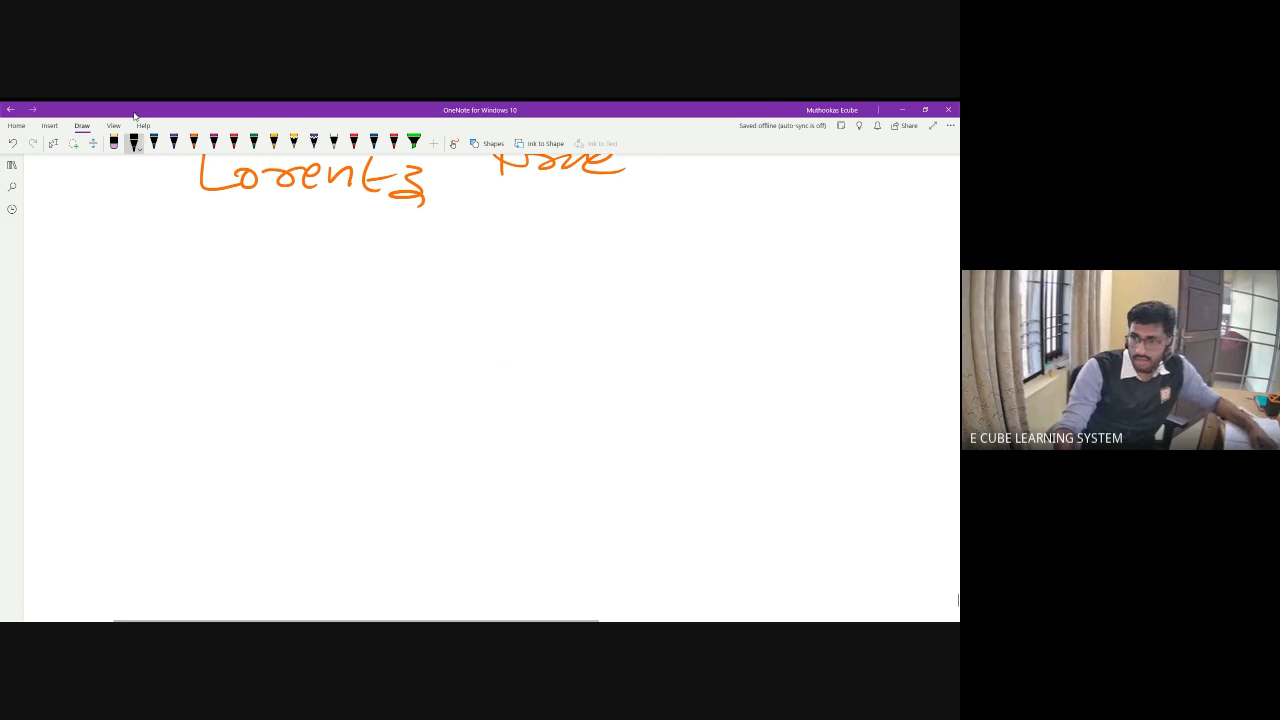 OneNote for Windows 10
Muthookas Ecube
Home Insert Draw View Help
Saved offline (auto-sync is off)
Share
Shapes
Ink to Shape
Ink to Text
Lorentz
E CUBE LEARNING SYSTEM